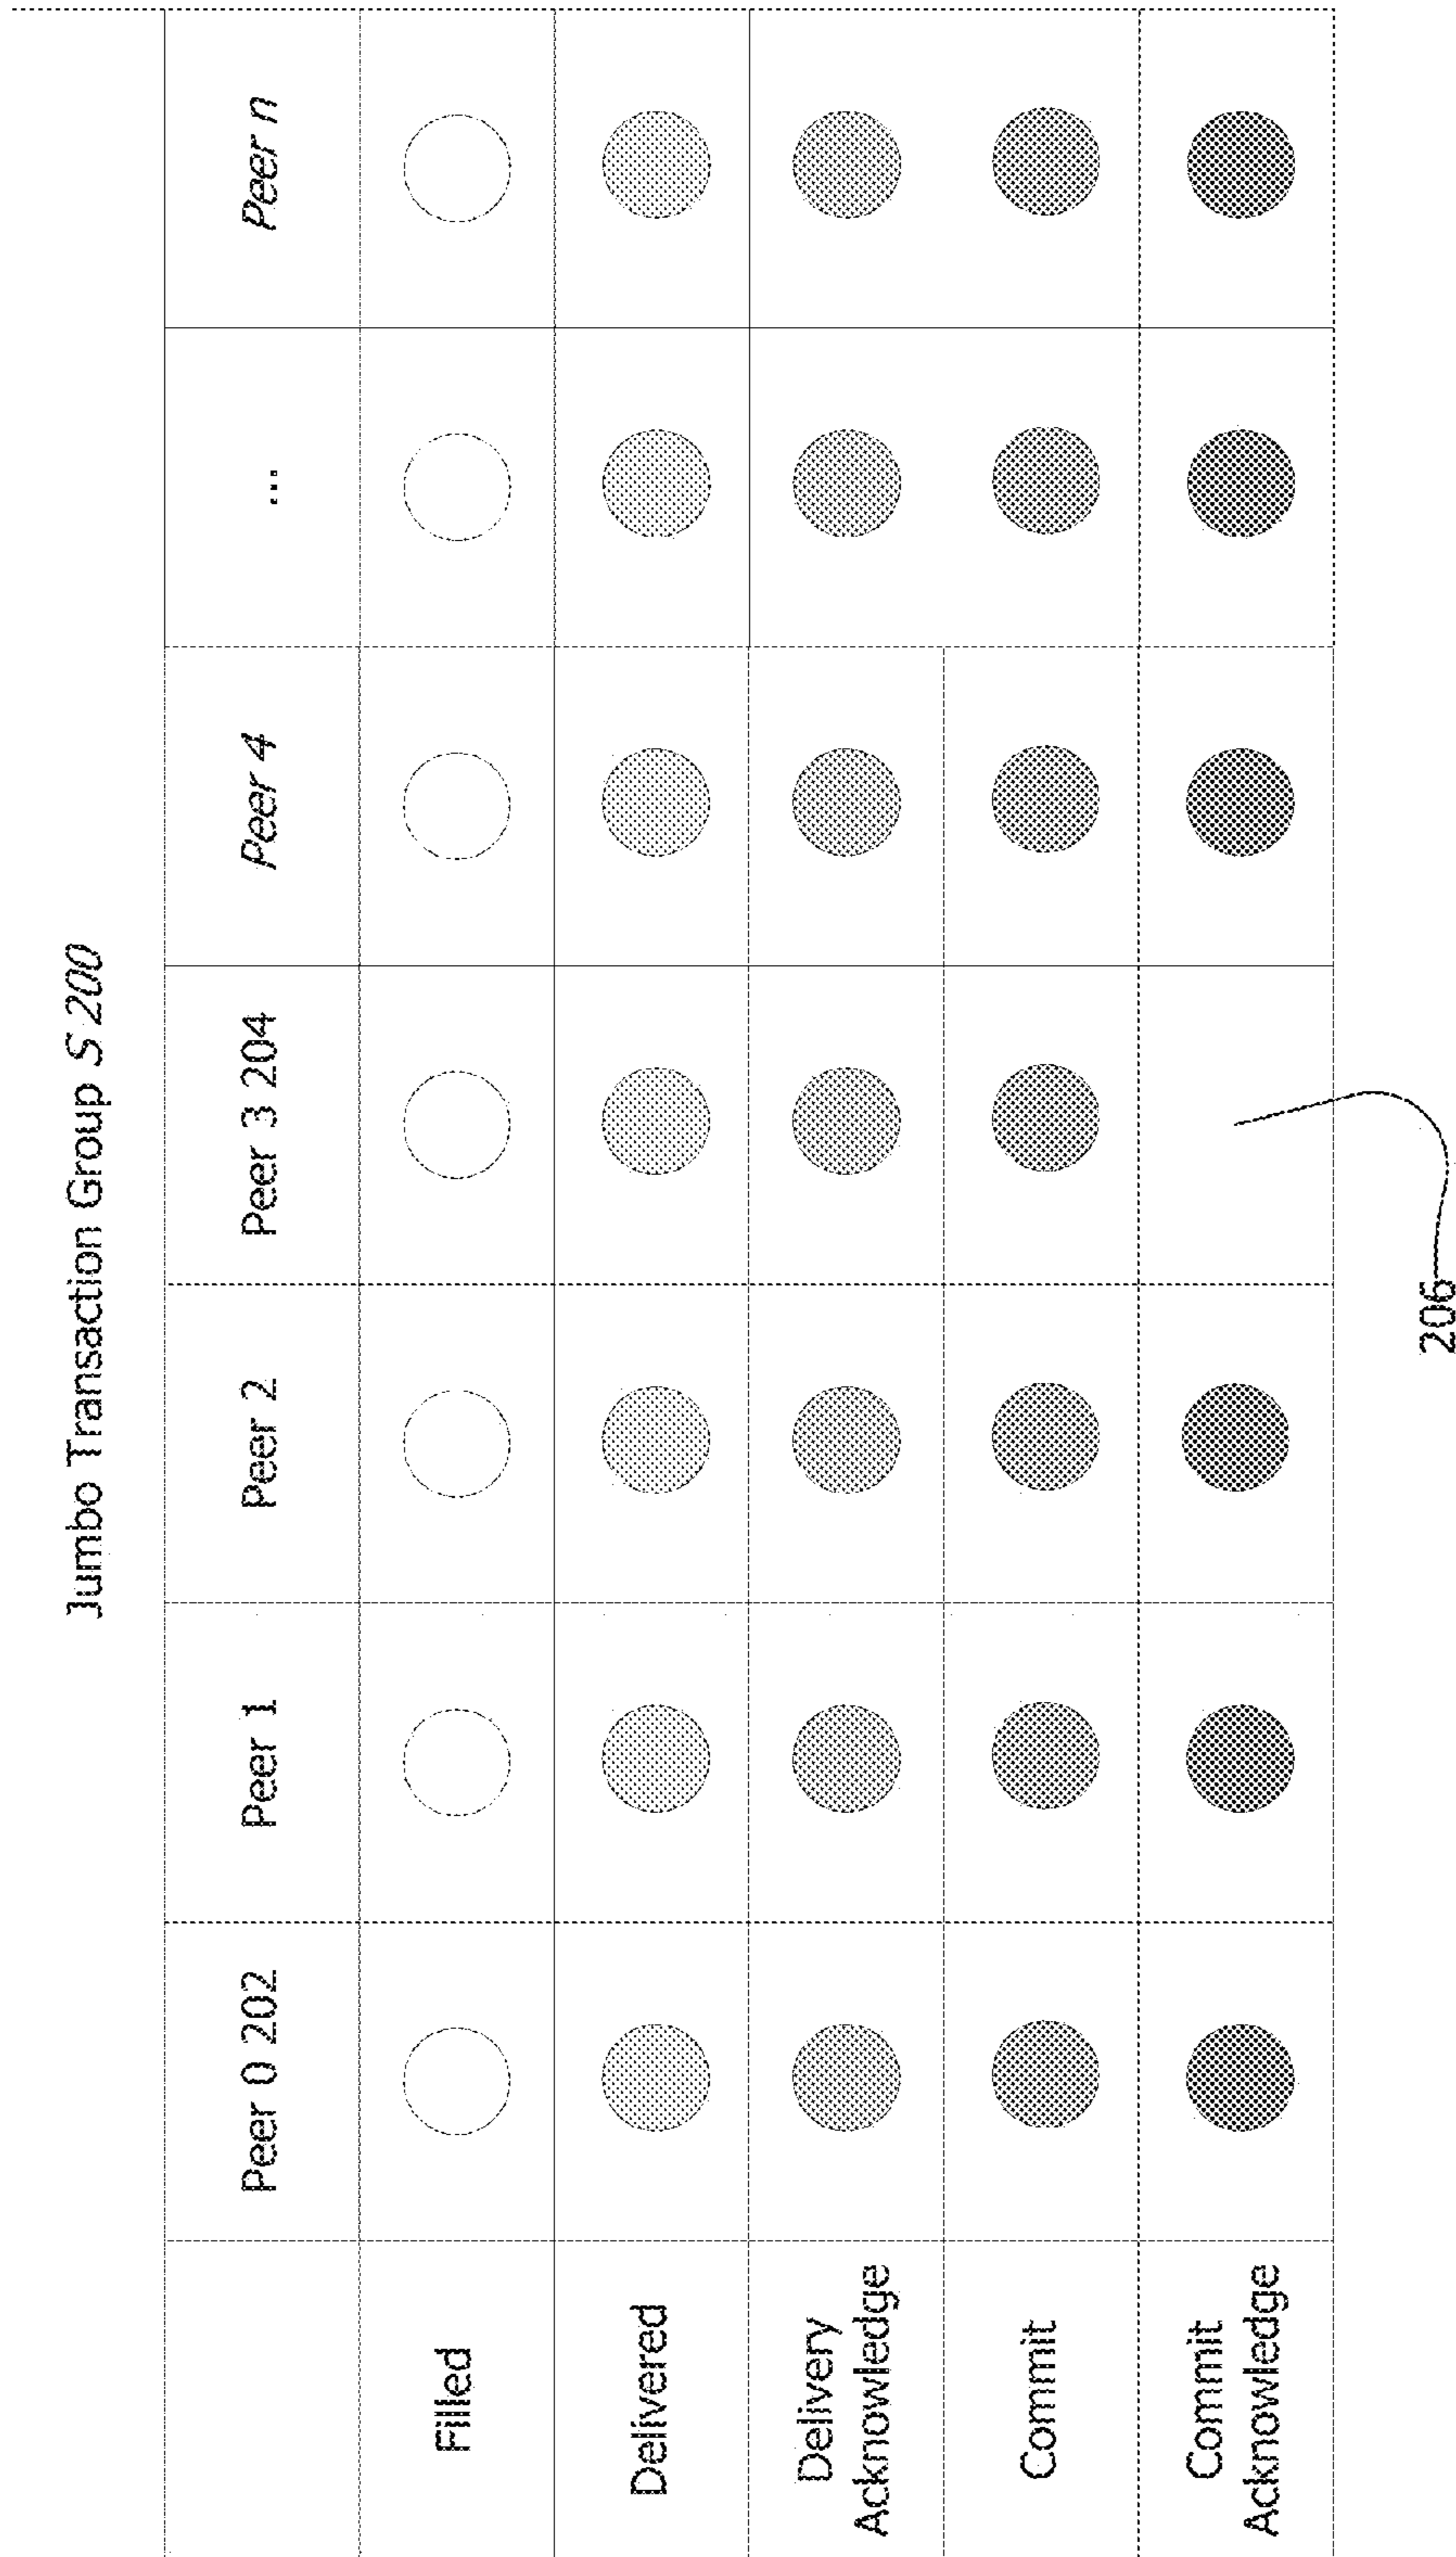 Jumbo Transaction Group S 200
Peer 0 202
Peer 1
Peer 2
Peer 3 204
Peer 4
...
Peer n
Filled
Delivered
Delivery
Acknowledge
Commit
Commit
Acknowledge
206